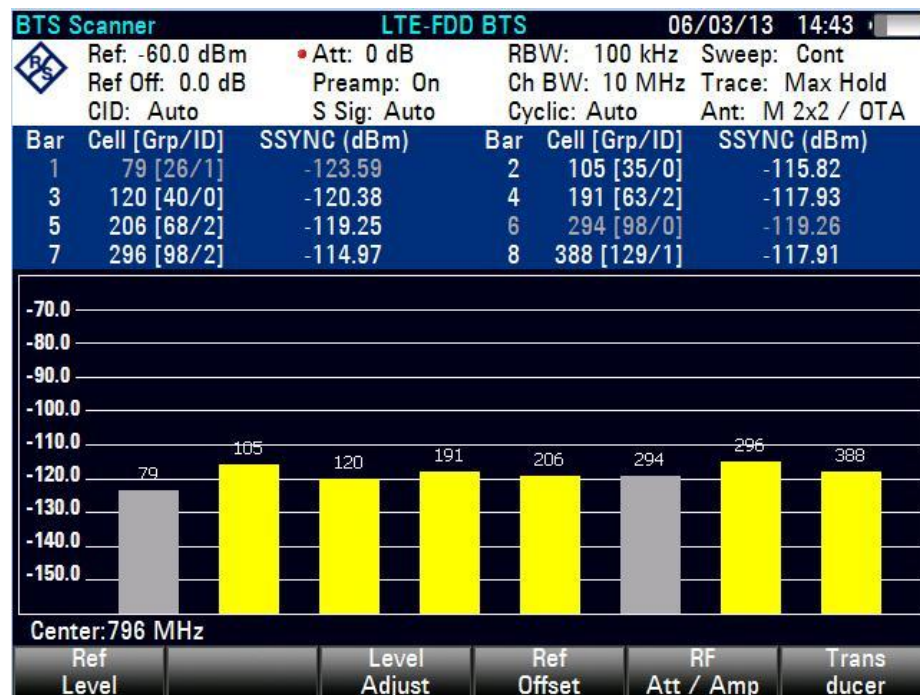 BTS Scanner LTE-FDD BTS 06/03/13 14:43
R&S Ref: -60.0 dBm Att: 0 dB RBW: 100 kHz Sweep: Cont
Ref Off: 0.0 dB Preamp: On Ch BW: 10 MHz Trace: Max Hold
CID: Auto S Sig: Auto Cyclic: Auto Ant: M 2x2 / OTA
Bar Cell [Grp/ID] SSYNC (dBm) Bar Cell [Grp/ID] SSYNC (dBm)
1 79 [26/1] -123.59 2 105 [35/0] -115.82
3 120 [40/0] -120.38 4 191 [63/2] -117.93
5 206 [68/2] -119.25 6 294 [98/0] -119.26
7 296 [98/2] -114.97 8 388 [129/1] -117.91
-70.0
-80.0
-90.0
-100.0
-110.0
-120.0
-130.0
-140.0
-150.0
79 105 120 191 206 294 296 388
Center:796 MHz
Ref Level Level Adjust Ref Offset RF Att / Amp Trans ducer